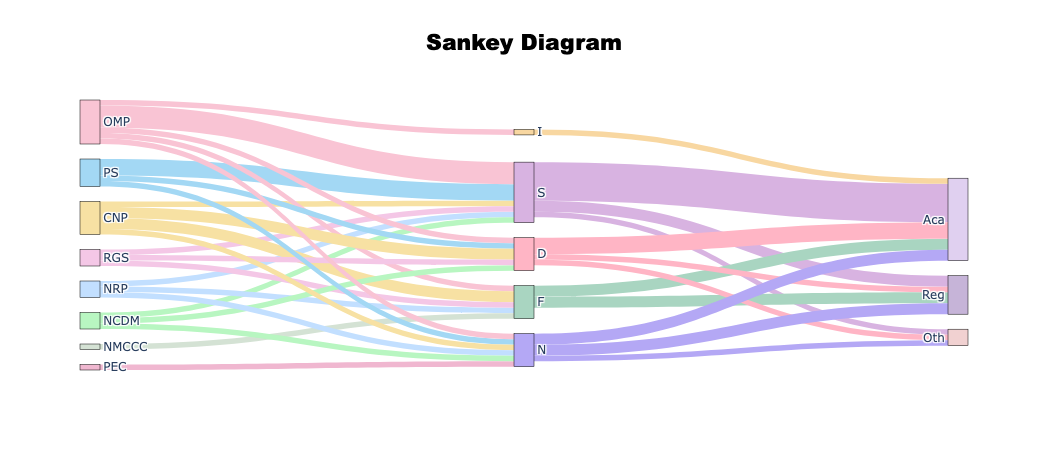 Sankey Diagram
OMP
PS
CNP
RGS
NRP
NCDM
NMCCC
PEC
I
S
D
F
N
Aca
Reg
Oth